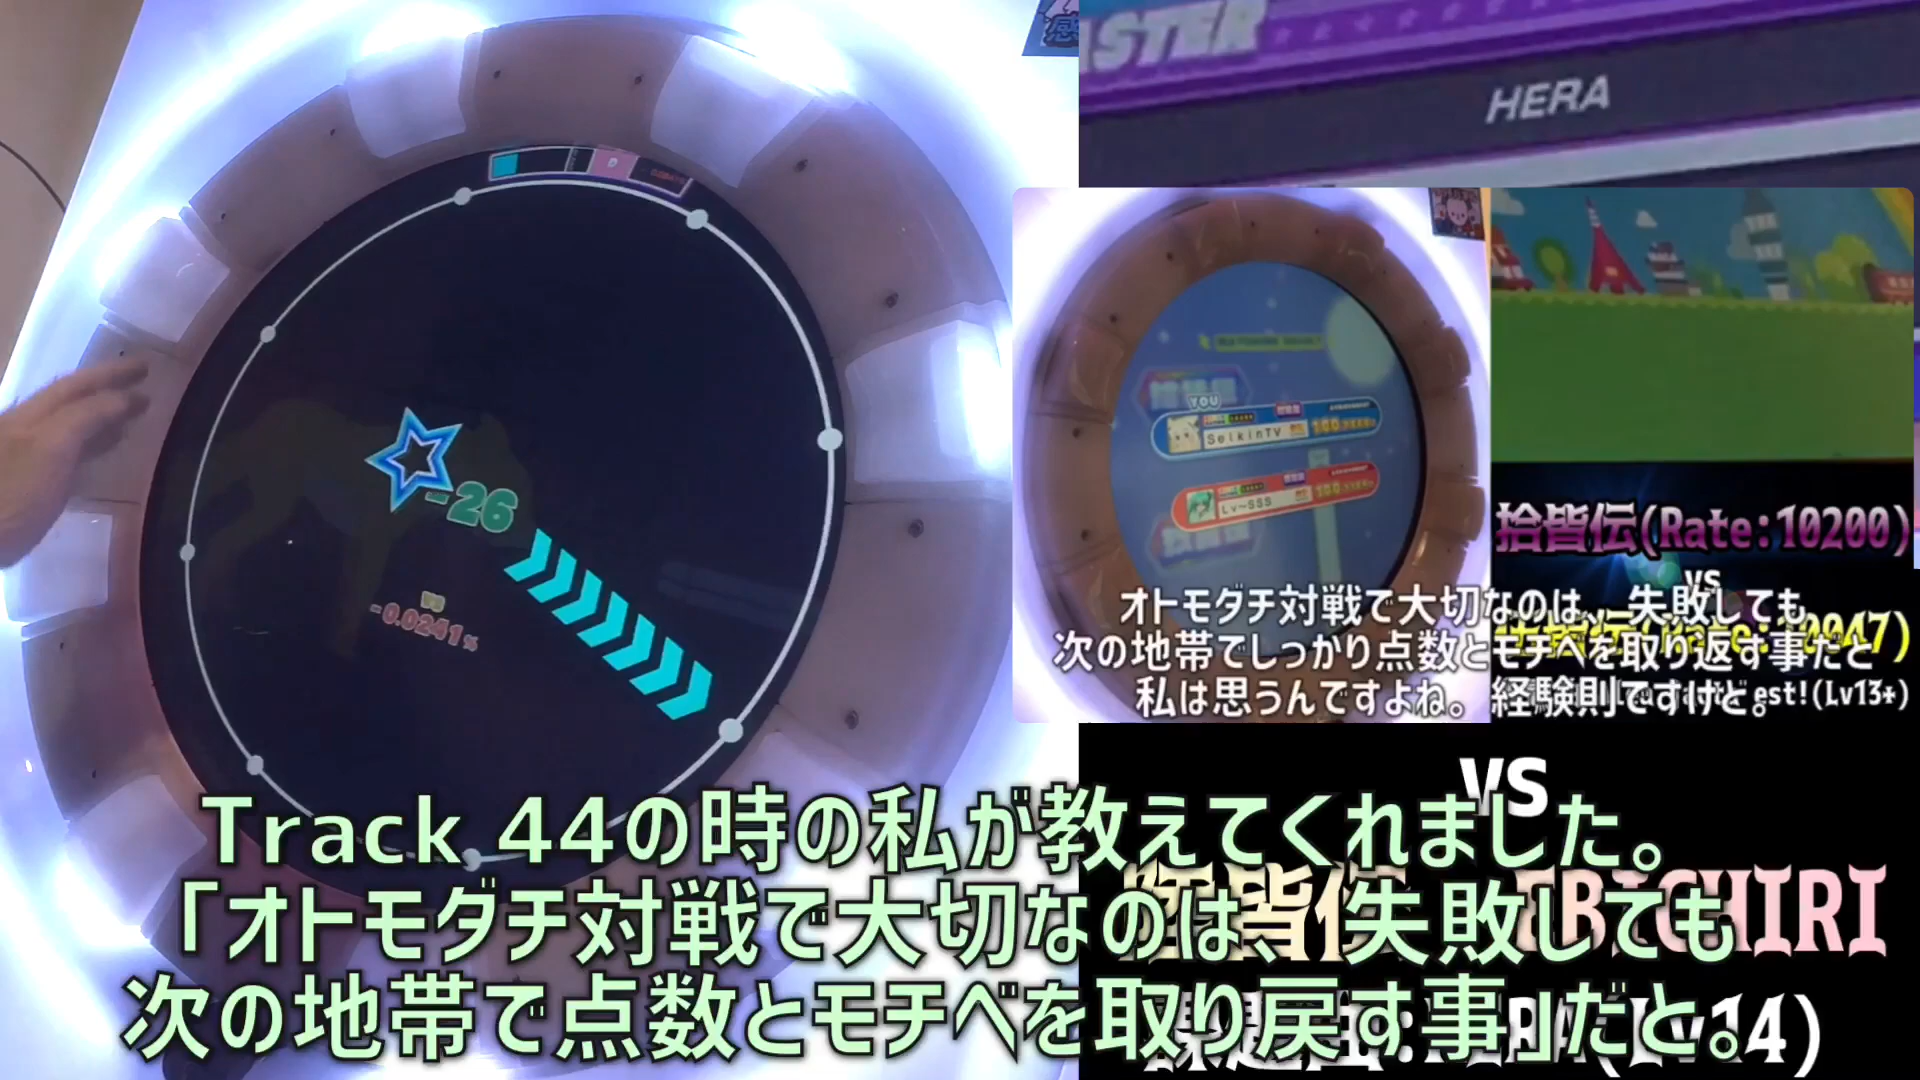 ASTER
HERA
-26
VS
-0.0241%
YOU
SeikinTV
Lv~SSS
拾皆伝(Rate:10200)
vs
オトモダチ対戦で大切なのは、失敗しても
次の地帯でしっかり点数とモチベを取り返す事だと
私は思うんですよね。経験則ですけど。
est!(Lv13+)
vs
Track 44の時の私が教えてくれました。
「オトモダチ対戦で大切なのは、失敗しても
次の地帯で点数とモチベを取り戻す事」だと。